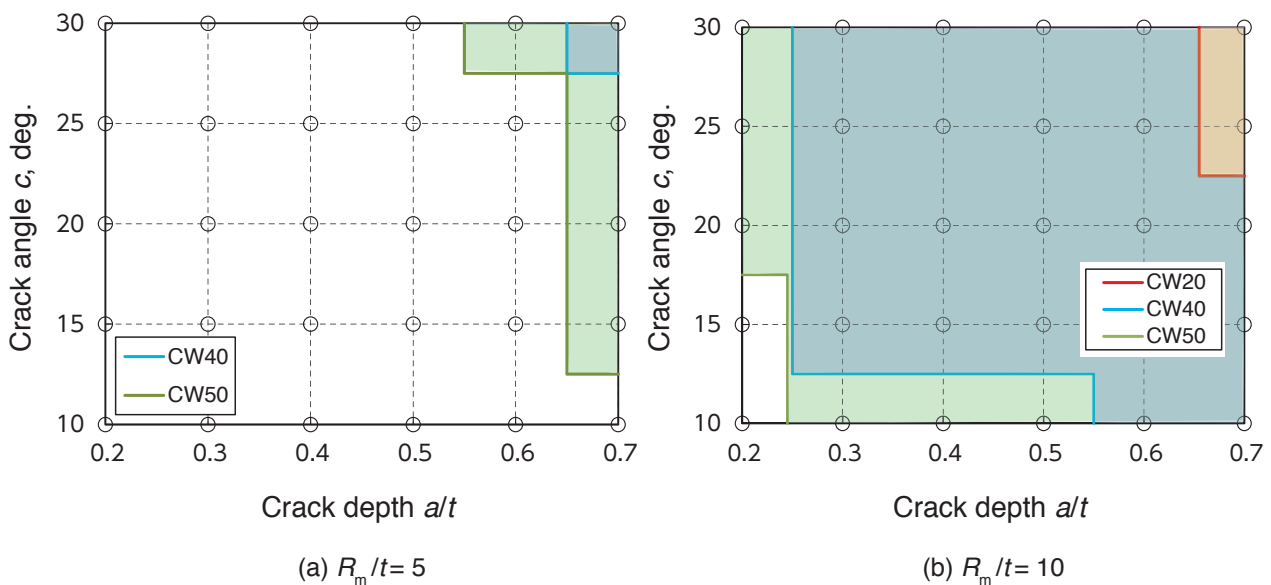 30
25
20
15
10
Crack angle c, deg.
CW40
CW50
0.2 0.3 0.4 0.5 0.6 0.7
Crack depth a/t
(a) Rm/t= 5
30
25
20
15
10
Crack angle c, deg.
CW20
CW40
CW50
0.2 0.3 0.4 0.5 0.6 0.7
Crack depth a/t
(b) Rm/t= 10